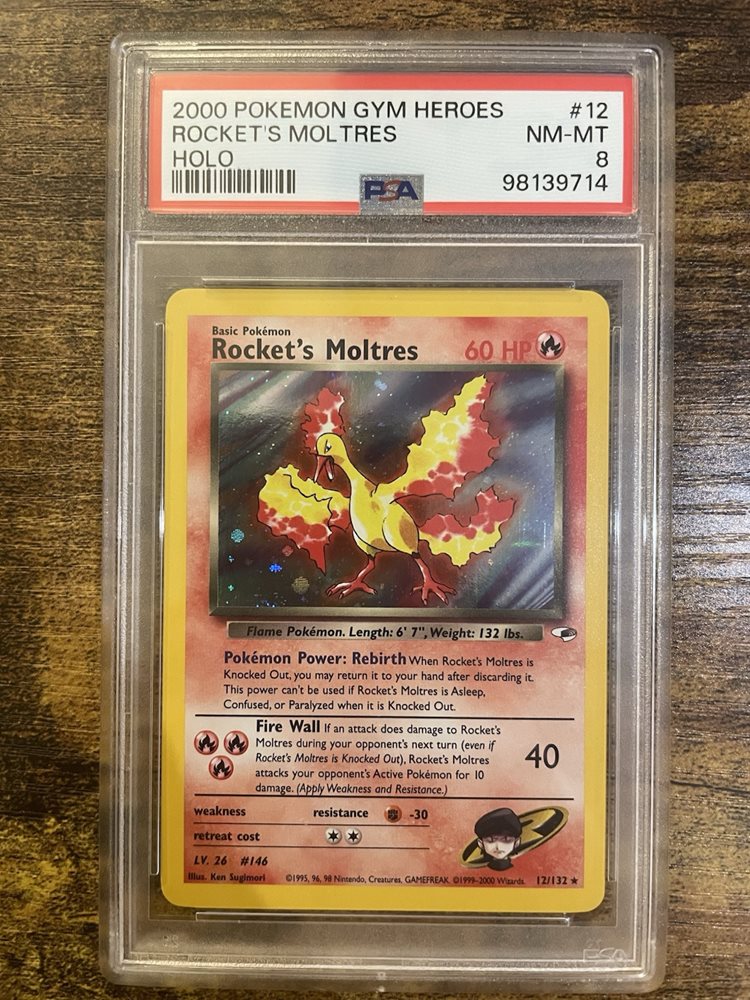 2000 POKEMON GYM HEROES #12
ROCKET'S MOLTRES NM-MT
HOLO 8
PSA 98139714
Basic Pokémon
Rocket's Moltres 60 HP
Flame Pokémon. Length: 6' 7", Weight: 132 lbs.
Pokémon Power: Rebirth When Rocket's Moltres is
Knocked Out, you may return it to your hand after discarding it.
This power can't be used if Rocket's Moltres is Asleep,
Confused, or Paralyzed when it is Knocked Out.
Fire Wall If an attack does damage to Rocket's
Moltres during your opponent's next turn (even if
Rocket's Moltres is Knocked Out), Rocket's Moltres 40
attacks your opponent's Active Pokémon for 10
damage. (Apply Weakness and Resistance.)
weakness resistance -30
retreat cost
LV. 26 #146
Illus. Ken Sugimori ©1995, 96, 98 Nintendo, Creatures, GAMEFREAK. ©1999-2000 Wizards. 12/132 ★
PSA